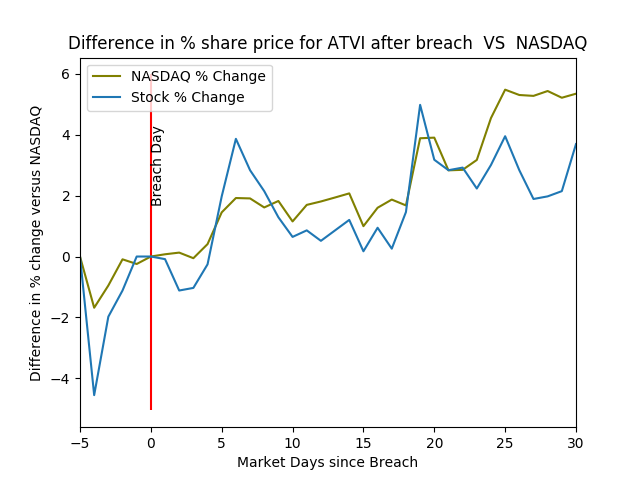 Difference in % share price for ATVI after breach  VS  NASDAQ
NASDAQ % Change
Stock % Change
Breach Day
Difference in % change versus NASDAQ
6
4
2
0
−2
−4
−5
0
5
10
15
20
25
30
Market Days since Breach